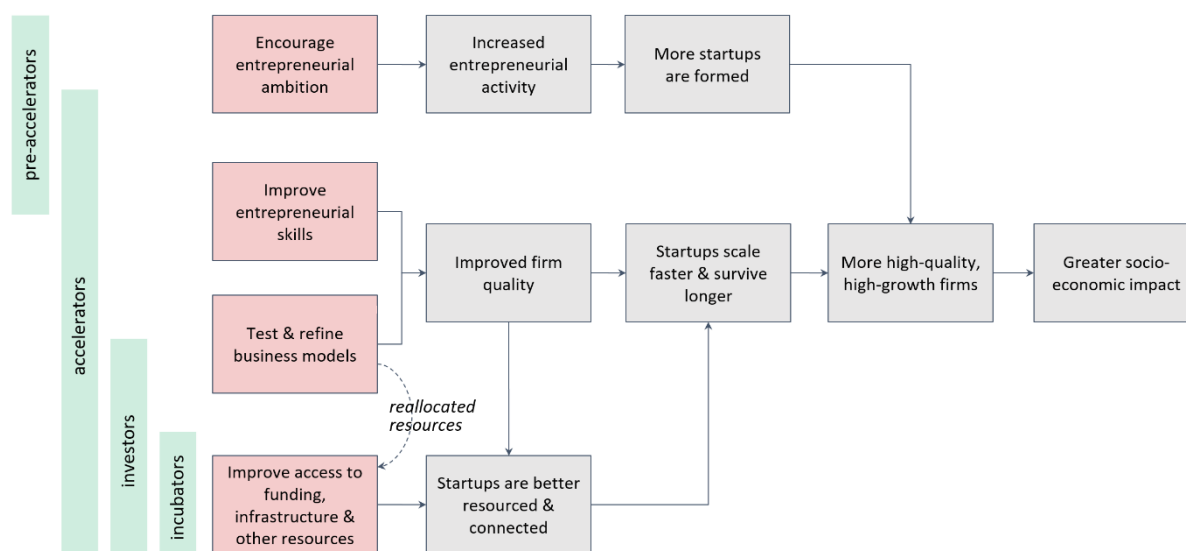 pre-accelerators
accelerators
investors
incubators
Encourage
entrepreneurial
ambition
Increased
entrepreneurial
activity
More startups
are formed
Improve
entrepreneurial
skills
Test & refine
business models
Improved firm
quality
Startups scale
faster & survive
longer
More high-quality,
high-growth firms
Greater socio-
economic impact
reallocated
resources
Improve access to
funding,
infrastructure &
other resources
Startups are better
resourced &
connected